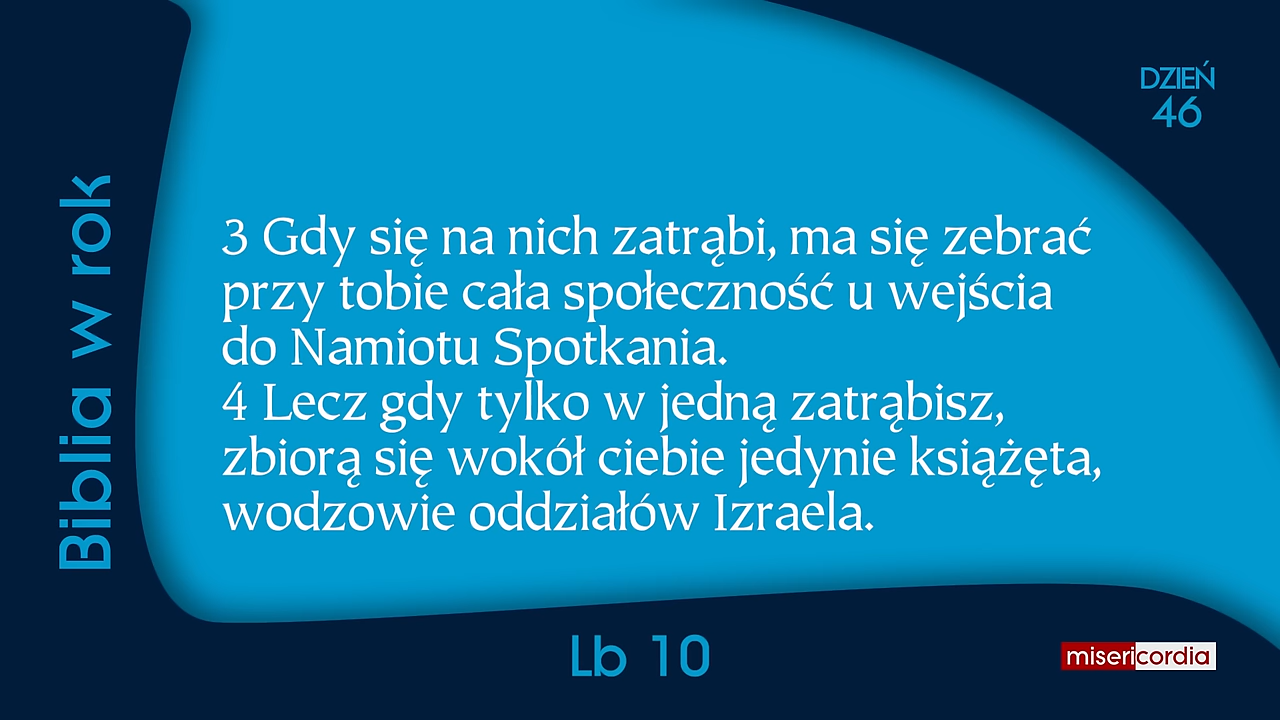 DZIEŃ
46
Biblia w rok
3 Gdy się na nich zatrąbi, ma się zebrać
przy tobie cała społeczność u wejścia
do Namiotu Spotkania.
4 Lecz gdy tylko w jedną zatrąbisz,
zbiorą się wokół ciebie jedynie książęta,
wodzowie oddziałów Izraela.
Lb 10
misericordia